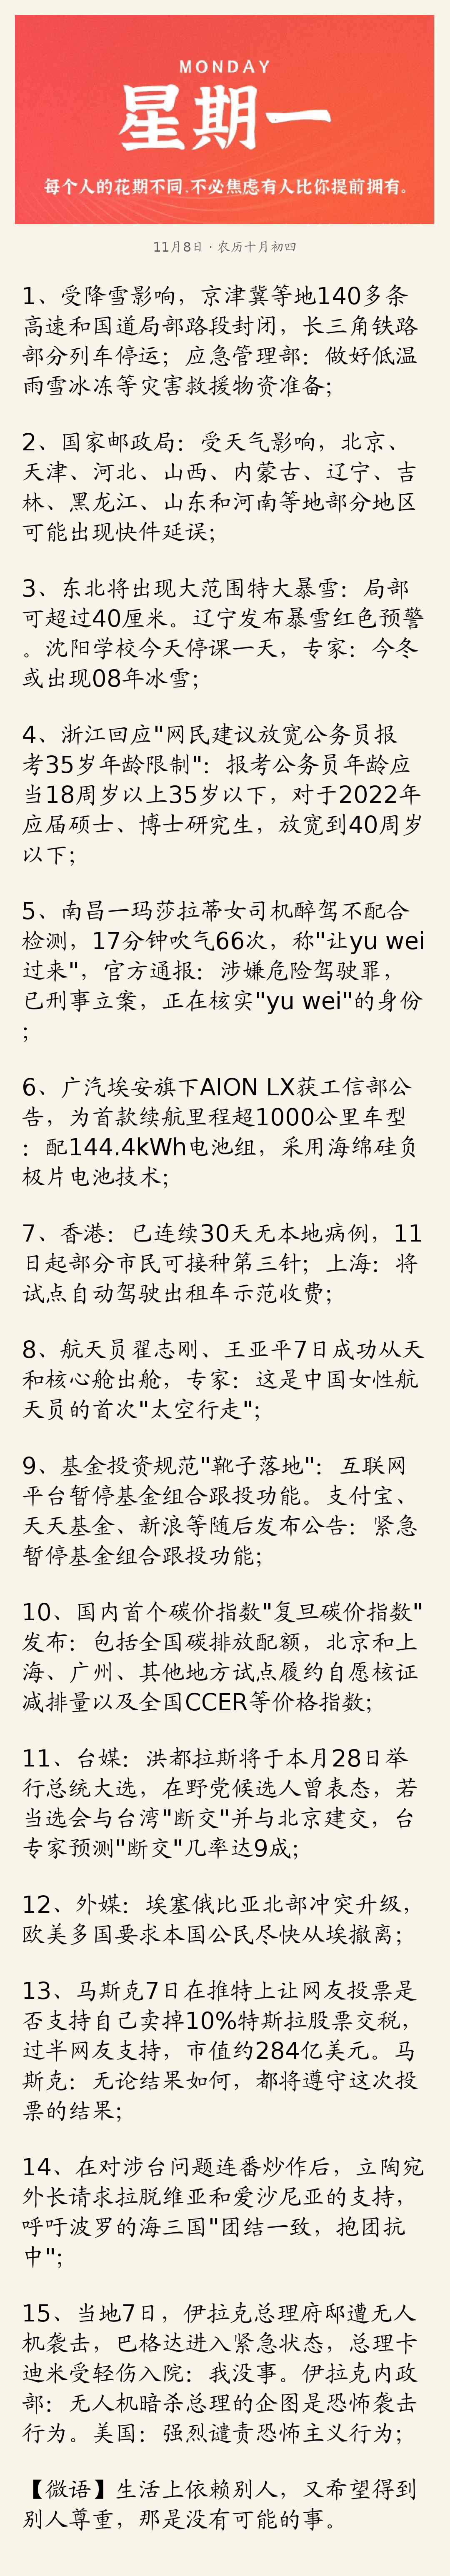 MONDAY
星期一
每个人的花期不同,不必焦虑有人比你提前拥有。
11月8日 · 农历十月初四
1、受降雪影响，京津冀等地140多条
高速和国道局部路段封闭，长三角铁路
部分列车停运；应急管理部：做好低温
雨雪冰冻等灾害救援物资准备；
2、国家邮政局：受天气影响，北京、
天津、河北、山西、内蒙古、辽宁、吉
林、黑龙江、山东和河南等地部分地区
可能出现快件延误；
3、东北将出现大范围特大暴雪：局部
可超过40厘米。辽宁发布暴雪红色预警
。沈阳学校今天停课一天，专家：今冬
或出现08年冰雪；
4、浙江回应"网民建议放宽公务员报
考35岁年龄限制"：报考公务员年龄应
当18周岁以上35岁以下，对于2022年
应届硕士、博士研究生，放宽到40周岁
以下；
5、南昌一玛莎拉蒂女司机醉驾不配合
检测，17分钟吹气66次，称"让yu wei
过来"，官方通报：涉嫌危险驾驶罪，
已刑事立案，正在核实"yu wei"的身份
；
6、广汽埃安旗下AION LX获工信部公
告，为首款续航里程超1000公里车型
：配144.4kWh电池组，采用海绵硅负
极片电池技术；
7、香港：已连续30天无本地病例，11
日起部分市民可接种第三针；上海：将
试点自动驾驶出租车示范收费；
8、航天员翟志刚、王亚平7日成功从天
和核心舱出舱，专家：这是中国女性航
天员的首次"太空行走"；
9、基金投资规范"靴子落地"：互联网
平台暂停基金组合跟投功能。支付宝、
天天基金、新浪等随后发布公告：紧急
暂停基金组合跟投功能；
10、国内首个碳价指数"复旦碳价指数"
发布：包括全国碳排放配额，北京和上
海、广州、其他地方试点履约自愿核证
减排量以及全国CCER等价格指数；
11、台媒：洪都拉斯将于本月28日举
行总统大选，在野党候选人曾表态，若
当选会与台湾"断交"并与北京建交，台
专家预测"断交"几率达9成；
12、外媒：埃塞俄比亚北部冲突升级，
欧美多国要求本国公民尽快从埃撤离；
13、马斯克7日在推特上让网友投票是
否支持自己卖掉10%特斯拉股票交税，
过半网友支持，市值约284亿美元。马
斯克：无论结果如何，都将遵守这次投
票的结果；
14、在对涉台问题连番炒作后，立陶宛
外长请求拉脱维亚和爱沙尼亚的支持，
呼吁波罗的海三国"团结一致，抱团抗
中"；
15、当地7日，伊拉克总理府邸遭无人
机袭击，巴格达进入紧急状态，总理卡
迪米受轻伤入院：我没事。伊拉克内政
部：无人机暗杀总理的企图是恐怖袭击
行为。美国：强烈谴责恐怖主义行为；
【微语】生活上依赖别人，又希望得到
别人尊重，那是没有可能的事。